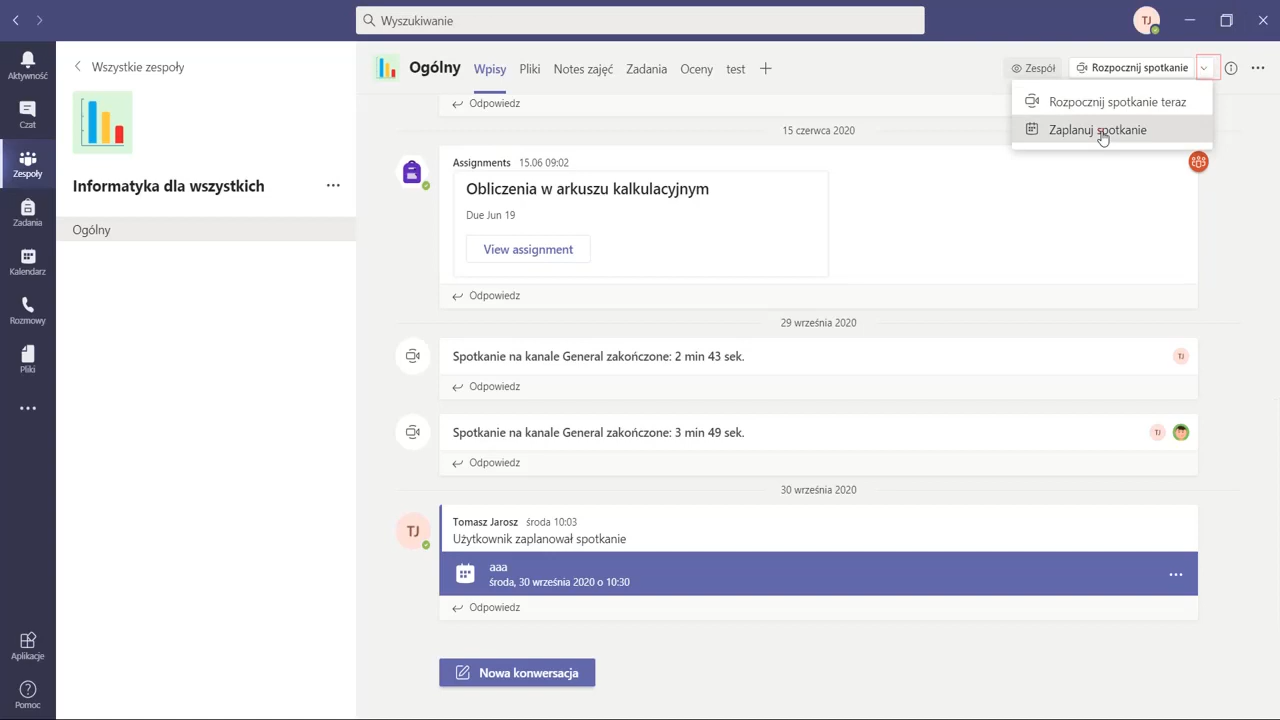 Wyszukiwanie
TJ
Aktywność
Czat
Zespoły
Zadania
Kalendarz
Rozmowy
Pliki
Aplikacje
Pomoc
Wszystkie zespoły
Informatyka dla wszystkich
Ogólny
Ogólny Wpisy Pliki Notes zajęć Zadania Oceny test
Zespół Rozpocznij spotkanie
Rozpocznij spotkanie teraz
Zaplanuj spotkanie
Odpowiedz
15 czerwca 2020
Assignments 15.06 09:02
Obliczenia w arkuszu kalkulacyjnym
Due Jun 19
View assignment
Odpowiedz
29 września 2020
Spotkanie na kanale General zakończone: 2 min 43 sek.
TJ
Odpowiedz
Spotkanie na kanale General zakończone: 3 min 49 sek.
TJ
Odpowiedz
30 września 2020
TJ
Tomasz Jarosz środa 10:03
Użytkownik zaplanował spotkanie
aaa
środa, 30 września 2020 o 10:30
Odpowiedz
Nowa konwersacja